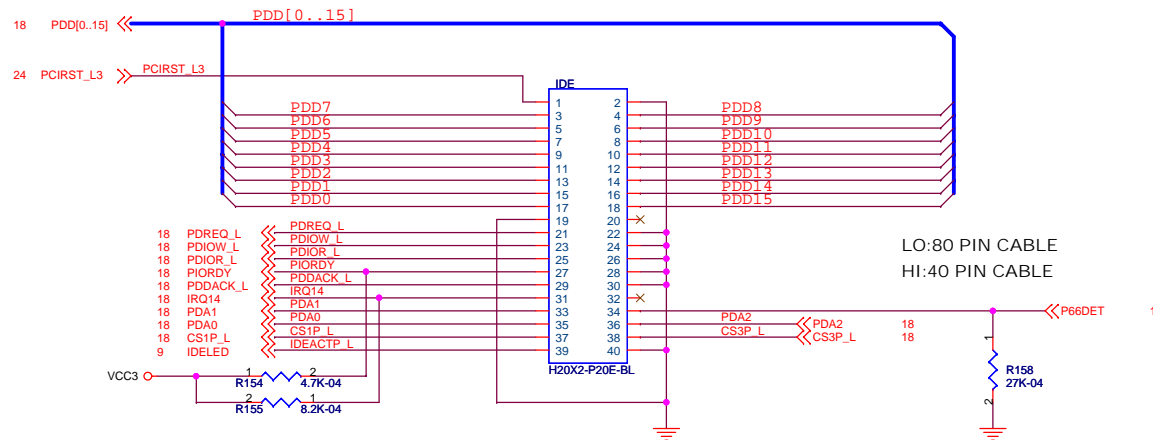 PDD[0..15]
18 PDD[0..15]
24 PCIRST_L3 PCIRST_L3
IDE
1 2
PDD7 3 4 PDD8
PDD6 5 6 PDD9
PDD5 7 8 PDD10
PDD4 9 10 PDD11
PDD3 11 12 PDD12
PDD2 13 14 PDD13
PDD1 15 16 PDD14
PDD0 17 18 PDD15
19 20
18 PDREQ_L PDREQ_L 21 22
18 PDIOW_L PDIOW_L 23 24
18 PDIOR_L PDIOR_L 25 26
18 PIORDY PIORDY 27 28
18 PDDACK_L PDDACK_L 29 30
18 IRQ14 IRQ14 31 32
18 PDA1 PDA1 33 34
18 PDA0 PDA0 35 36 PDA2 PDA2 18
18 CS1P_L CS1P_L 37 38 CS3P_L CS3P_L 18
9 IDELED IDEACTP_L 39 40
H20X2-P20E-BL
LO:80 PIN CABLE
HI:40 PIN CABLE
P66DET
VCC3
1 2
R154 4.7K-04
2 1
R155 8.2K-04
1
R158
27K-04
2